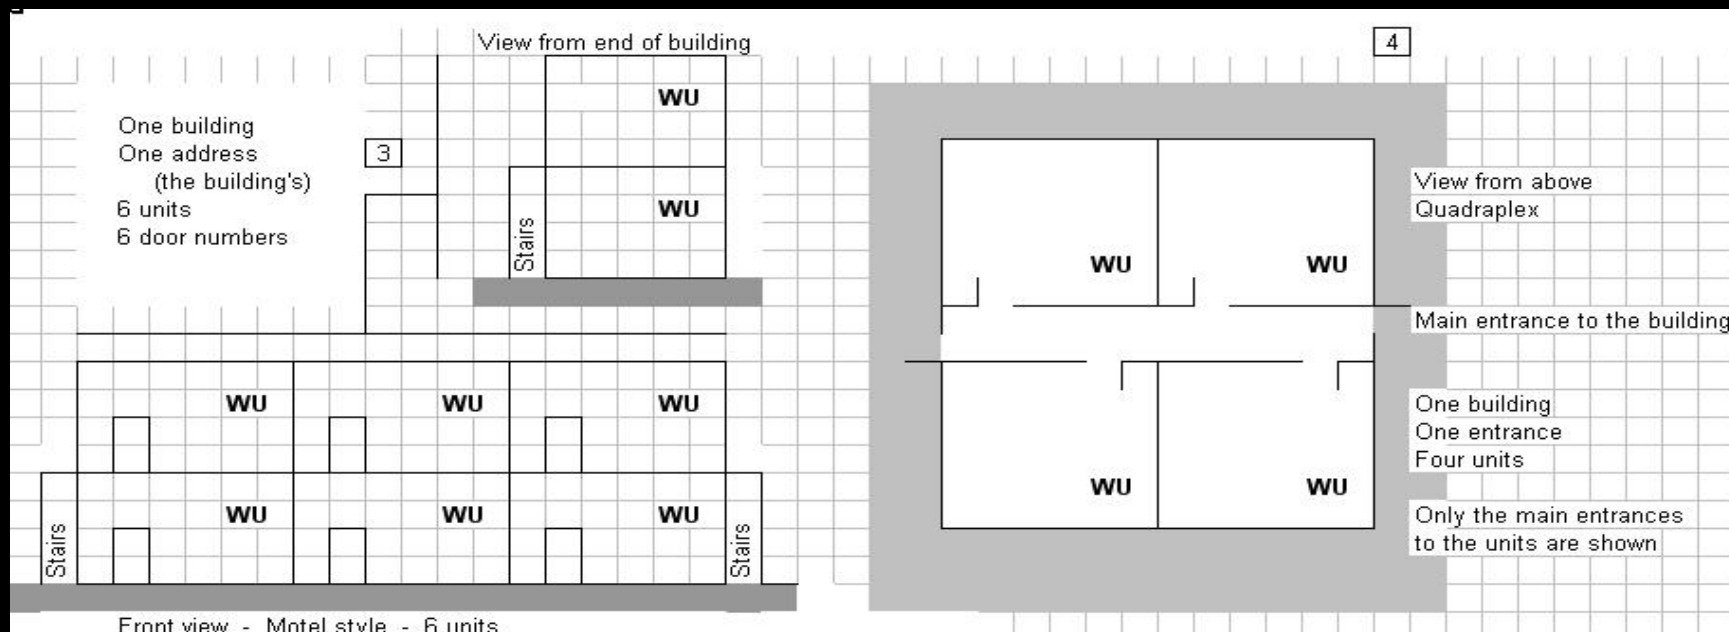 View from end of building
WU
WU
Stairs
One building
One address
(the building's)
6 units
6 door numbers
3
WU
WU
WU
WU
WU
WU
Stairs
Stairs
Front view - Motel style - 6 units
4
View from above
Quadraplex
WU
WU
Main entrance to the building
WU
WU
One building
One entrance
Four units
Only the main entrances
to the units are shown